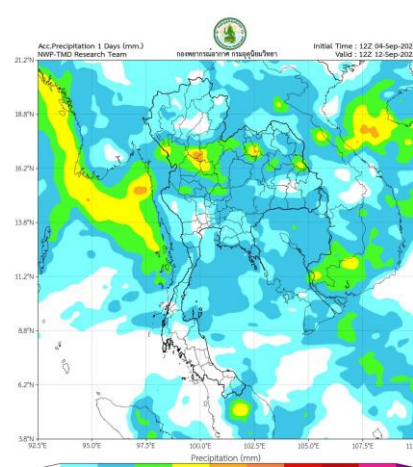 Acc.Precipitation 1 Days (mm.)
NWP-TMD Research Team
กองพยากรณ์อากาศ กรมอุตุนิยมวิทยา
Initial Time : 12Z 04-Sep-202
Valid : 12Z 12-Sep-202
21.2°N
18.8°N
16.2°N
13.8°N
11.2°N
8.8°N
6.2°N
3.8°N
92.5°E 95.0°E 97.5°E 100.0°E 102.5°E 105.0°E 107.5°E 110
Precipitation (mm)